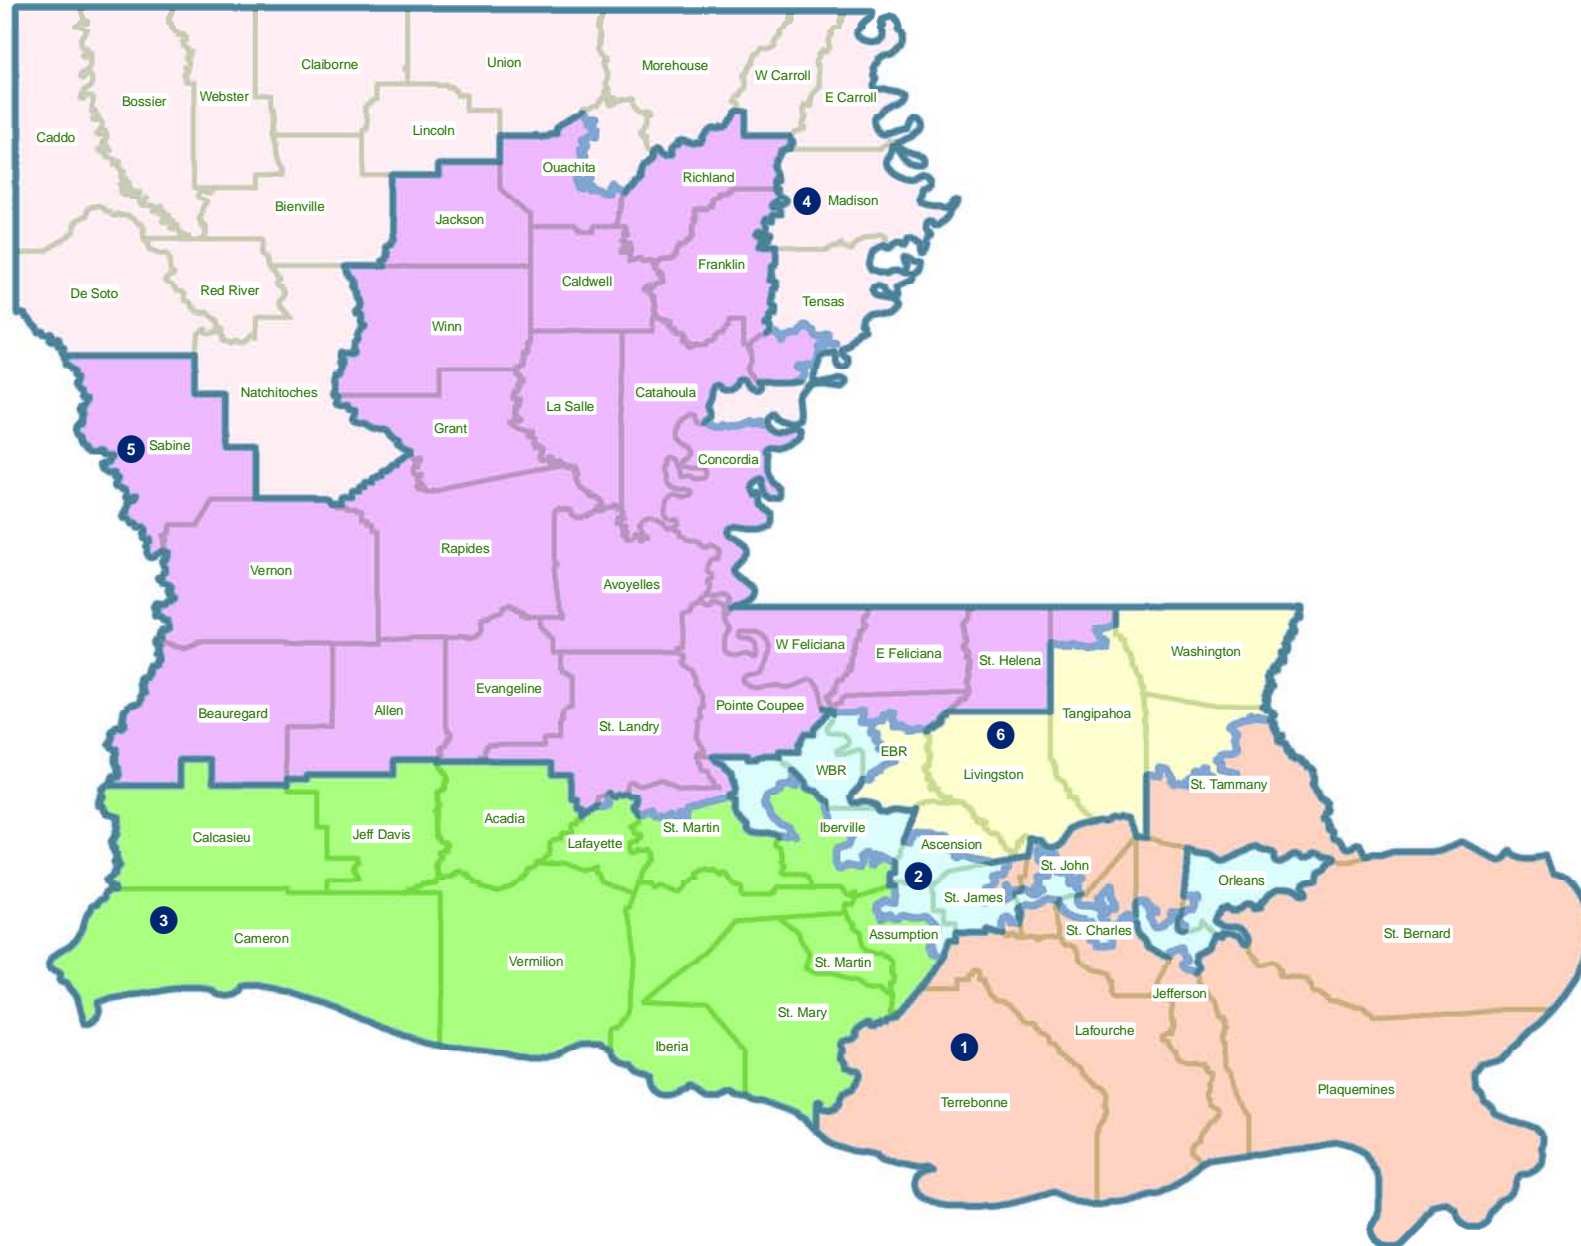 Claiborne
Union
Morehouse
W Carroll
E Carroll
Bossier
Webster
Caddo
Lincoln
Ouachita
Richland
4
Madison
Bienville
Jackson
Franklin
De Soto
Red River
Caldwell
Tensas
Winn
Natchitoches
La Salle
Catahoula
Grant
5
Sabine
Concordia
Rapides
Vernon
Avoyelles
W Feliciana
E Feliciana
St. Helena
Washington
Evangeline
Beauregard
Allen
St. Landry
Pointe Coupee
Tangipahoa
6
EBR
WBR
Livingston
St. Tammany
Calcasieu
Jeff Davis
Acadia
Lafayette
St. Martin
Iberville
Ascension
St. John
2
St. James
Orleans
3
Cameron
Assumption
St. Charles
St. Bernard
Vermilion
St. Martin
Jefferson
St. Mary
Lafourche
Iberia
1
Terrebonne
Plaquemines